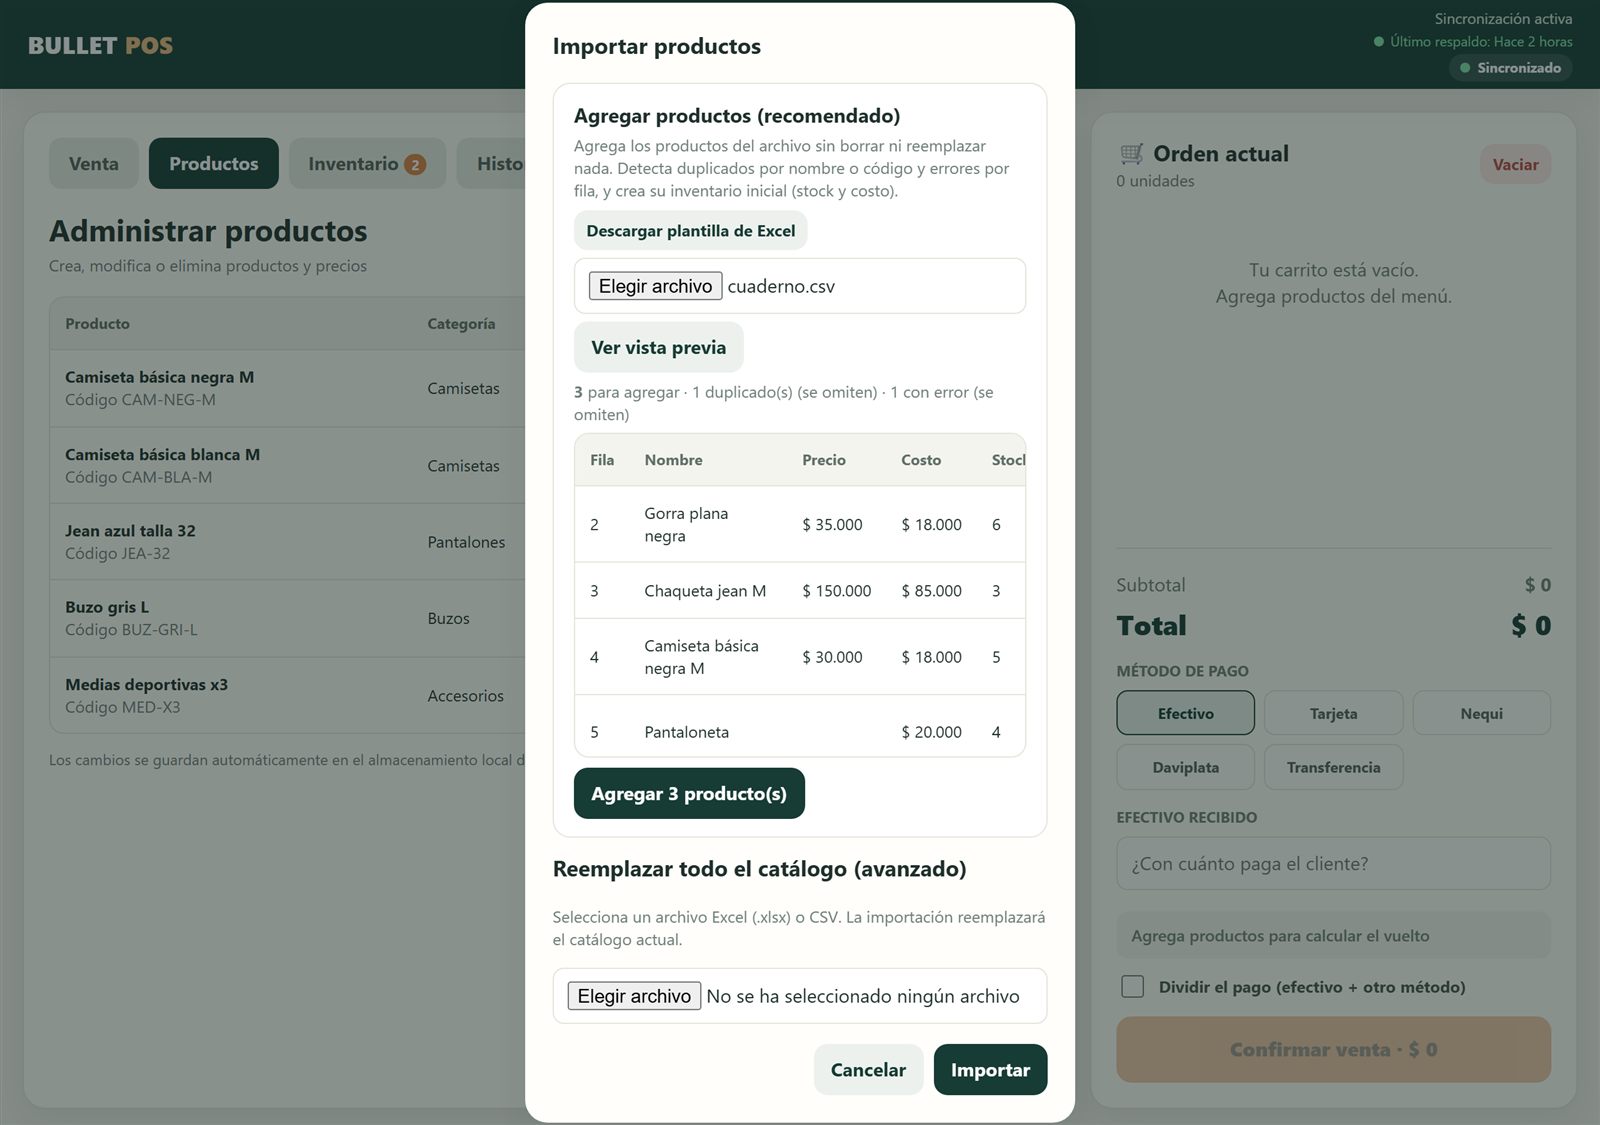 BULLET POS
Sincronización activa
Último respaldo: Hace 2 horas
Sincronizado
Venta
Productos
Inventario 2
Histo
Administrar productos
Crea, modifica o elimina productos y precios
Producto Categoría
Camiseta básica negra M
Código CAM-NEG-M
Camisetas
Camiseta básica blanca M
Código CAM-BLA-M
Camisetas
Jean azul talla 32
Código JEA-32
Pantalones
Buzo gris L
Código BUZ-GRI-L
Buzos
Medias deportivas x3
Código MED-X3
Accesorios
Los cambios se guardan automáticamente en el almacenamiento local d
Importar productos
Agregar productos (recomendado)
Agrega los productos del archivo sin borrar ni reemplazar
nada. Detecta duplicados por nombre o código y errores por
fila, y crea su inventario inicial (stock y costo).
Descargar plantilla de Excel
Elegir archivo cuaderno.csv
Ver vista previa
3 para agregar · 1 duplicado(s) (se omiten) · 1 con error (se
omiten)
Fila Nombre Precio Costo Stock
2 Gorra plana negra $ 35.000 $ 18.000 6
3 Chaqueta jean M $ 150.000 $ 85.000 3
4 Camiseta básica negra M $ 30.000 $ 18.000 5
5 Pantaloneta $ 20.000 4
Agregar 3 producto(s)
Reemplazar todo el catálogo (avanzado)
Selecciona un archivo Excel (.xlsx) o CSV. La importación reemplazará
el catálogo actual.
Elegir archivo No se ha seleccionado ningún archivo
Cancelar
Importar
Orden actual
0 unidades
Vaciar
Tu carrito está vacío.
Agrega productos del menú.
Subtotal $ 0
Total $ 0
MÉTODO DE PAGO
Efectivo
Tarjeta
Nequi
Daviplata
Transferencia
EFECTIVO RECIBIDO
¿Con cuánto paga el cliente?
Agrega productos para calcular el vuelto
Dividir el pago (efectivo + otro método)
Confirmar venta · $ 0